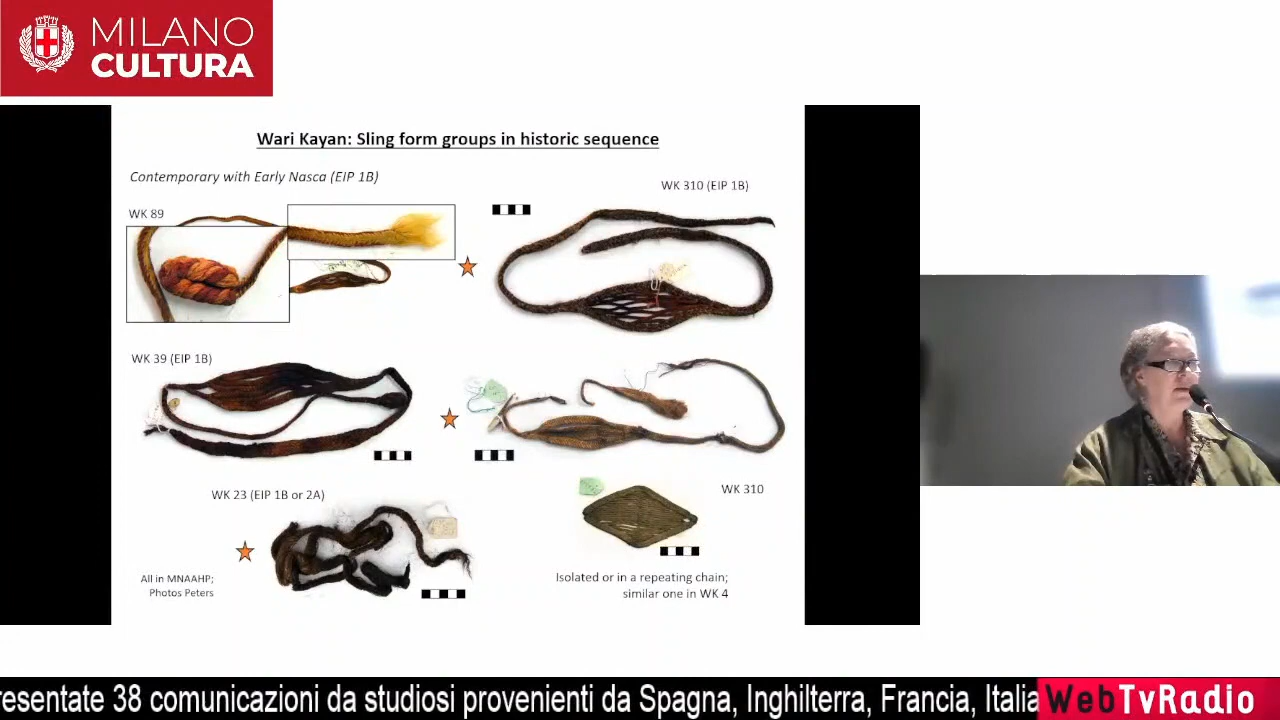 MILANO
CULTURA
Wari Kayan: Sling form groups in historic sequence
Contemporary with Early Nasca (EIP 1B)
WK 310 (EIP 1B)
WK 89
WK 39 (EIP 1B)
WK 23 (EIP 1B or 2A)
WK 310
All in MNAAHP;
Photos Peters
Isolated or in a repeating chain;
similar one in WK 4
resentate 38 comunicazioni da studiosi provenienti da Spagna, Inghilterra, Francia, Italia
WebTvRadio